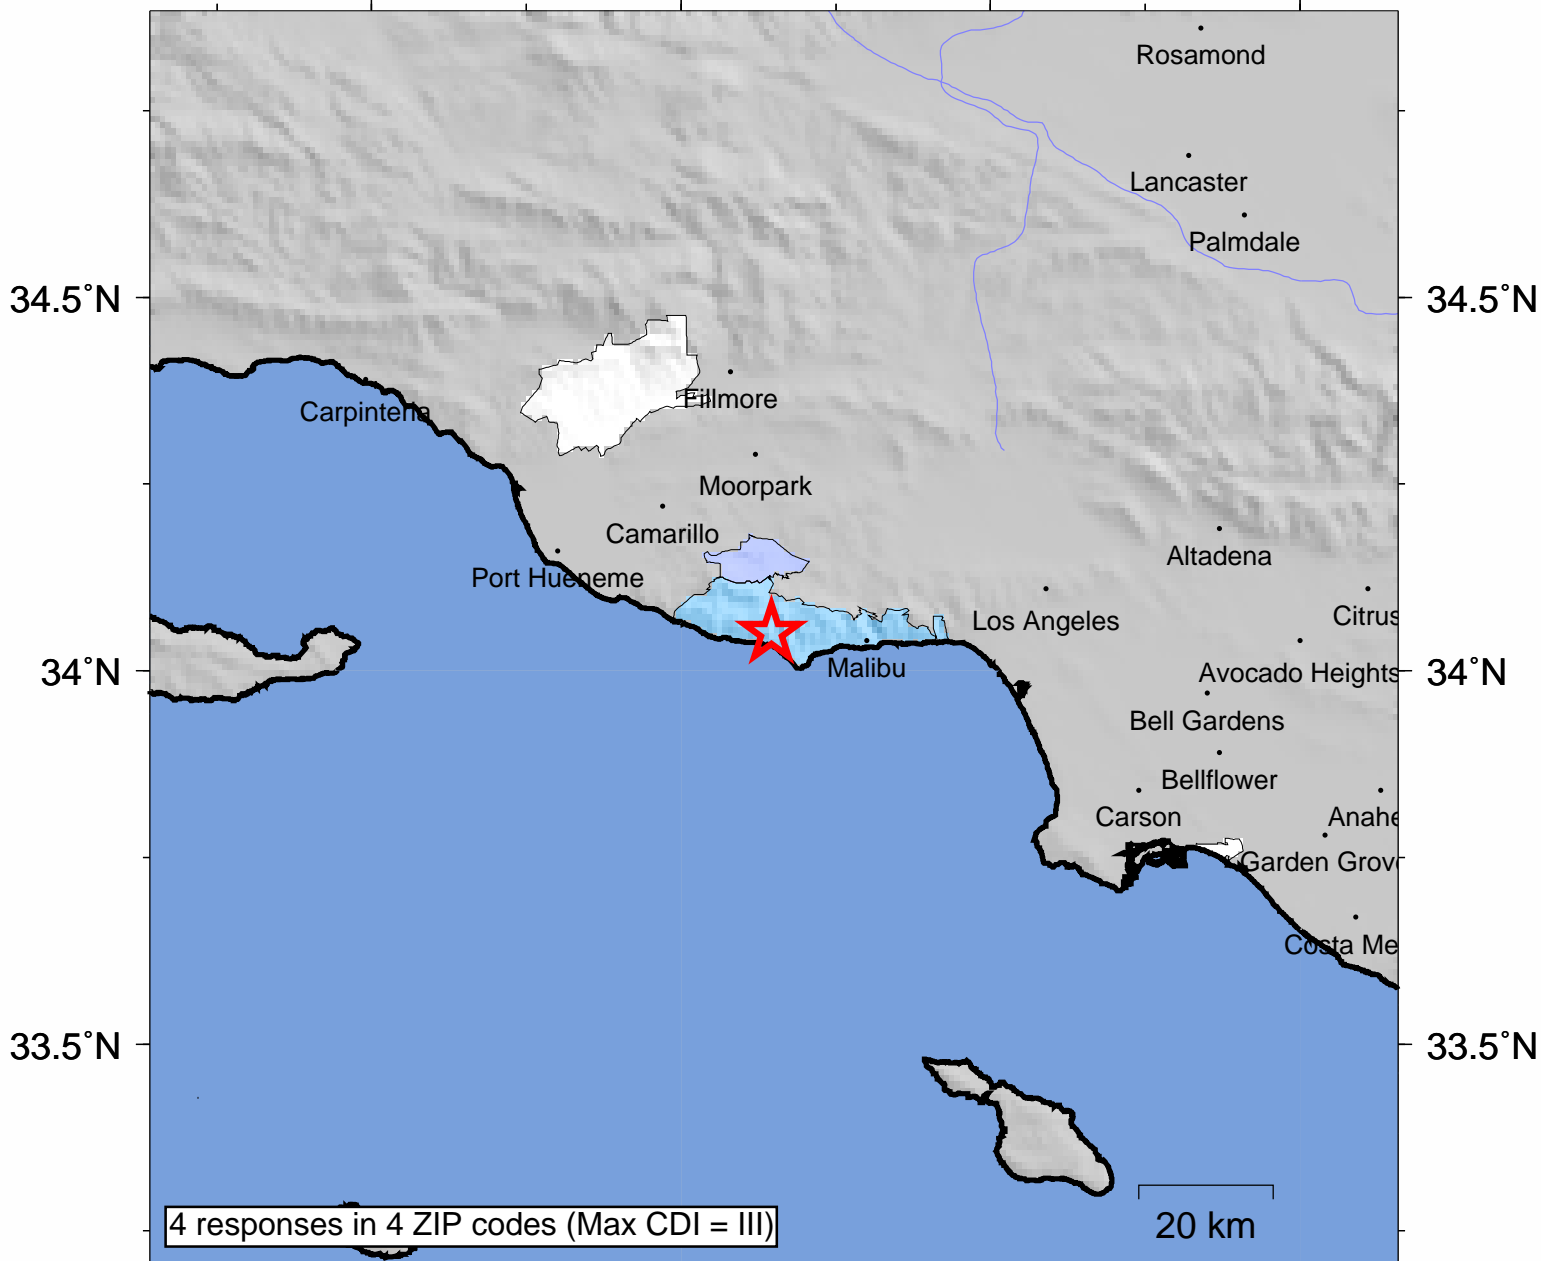 Rosamond
Lancaster
Palmdale
34.5˚N
34.5˚N
Fillmore
Carpinteria
Moorpark
Camarillo
Altadena
Port Hueneme
Los Angeles
Citrus
Malibu
34˚N
34˚N
Avocado Heights
Bell Gardens
Bellflower
Carson
Anahe
Garden Grove
Costa Me
33.5˚N
33.5˚N
4 responses in 4 ZIP codes (Max CDI = III)
20 km